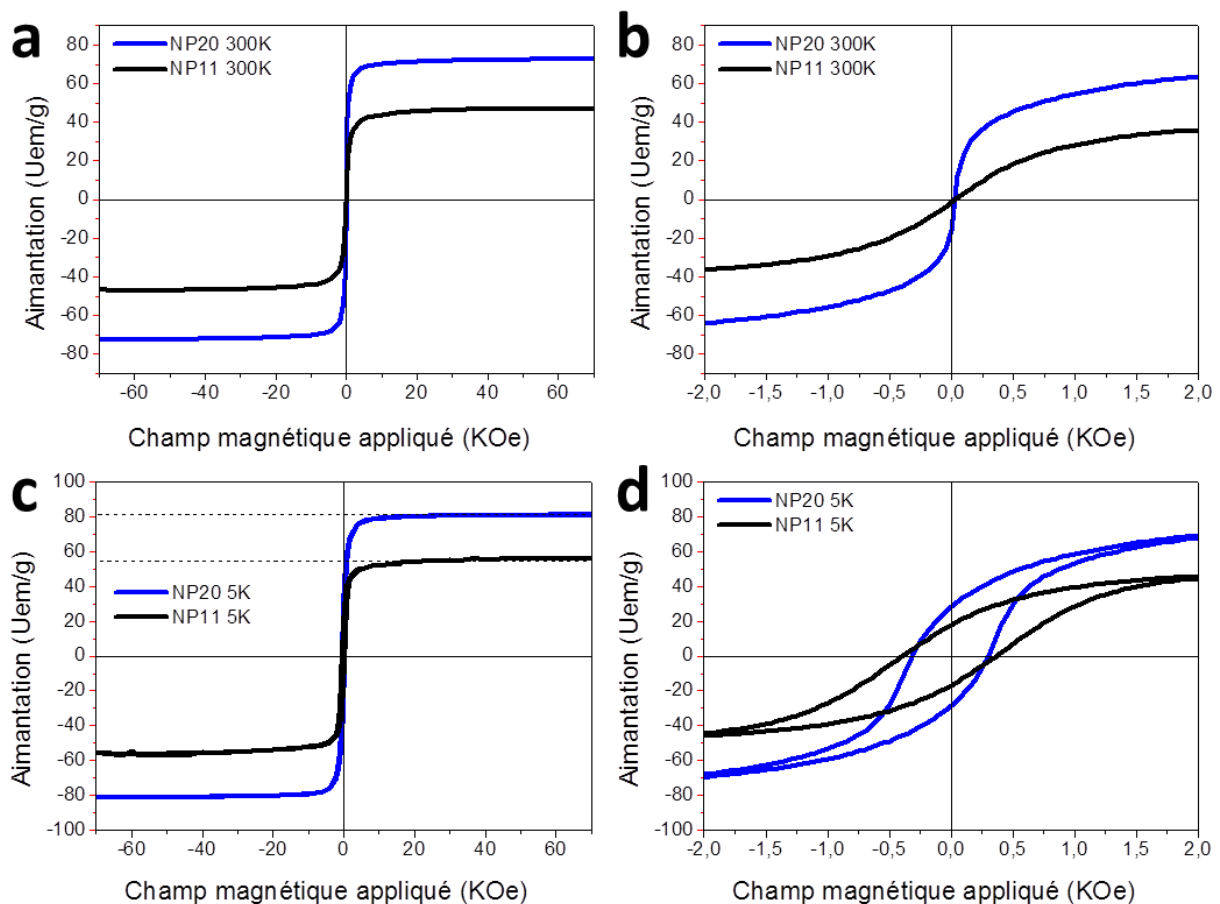 a
NP20 300K
NP11 300K
Aimantation (Uem/g)
80
60
40
20
0
-20
-40
-60
-80
-60 -40 -20 0 20 40 60
Champ magnétique appliqué (KOe)
b
NP20 300K
NP11 300K
Aimantation (Uem/g)
80
60
40
20
0
-20
-40
-60
-80
-2,0 -1,5 -1,0 -0,5 0,0 0,5 1,0 1,5 2,0
Champ magnétique appliqué (KOe)
c
NP20 5K
NP11 5K
Aimantation (Uem/g)
100
80
60
40
20
0
-20
-40
-60
-80
-100
-60 -40 -20 0 20 40 60
Champ magnétique appliqué (KOe)
d
NP20 5K
NP11 5K
Aimantation (Uem/g)
100
80
60
40
20
0
-20
-40
-60
-80
-100
-2,0 -1,5 -1,0 -0,5 0,0 0,5 1,0 1,5 2,0
Champ magnétique appliqué (KOe)